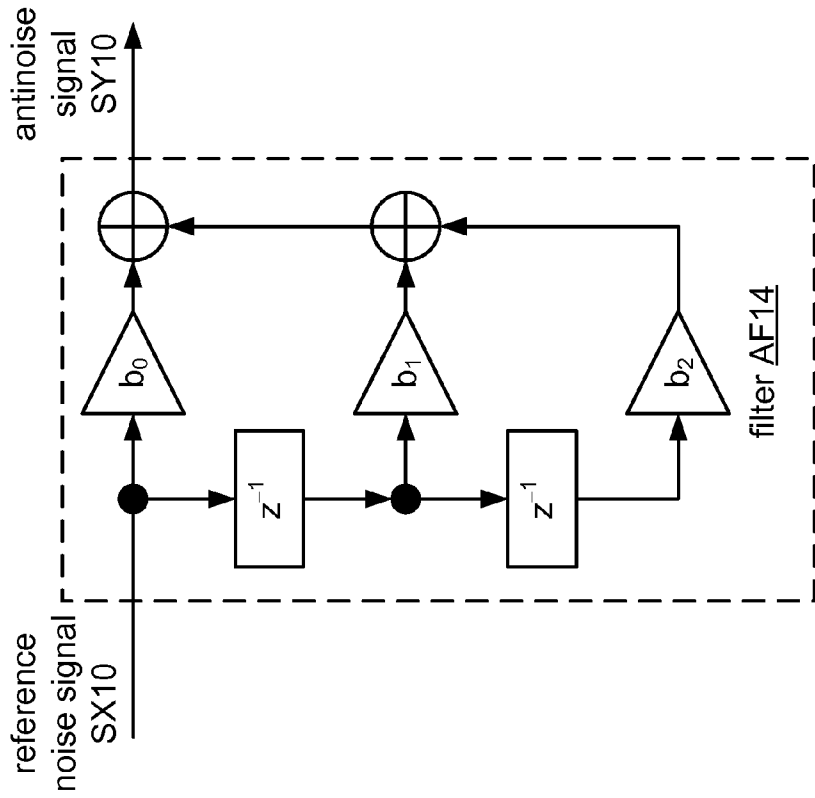 reference
noise signal
SX10
antinoise
signal
SY10
b₀
z⁻¹
b₁
z⁻¹
b₂
filter AF14